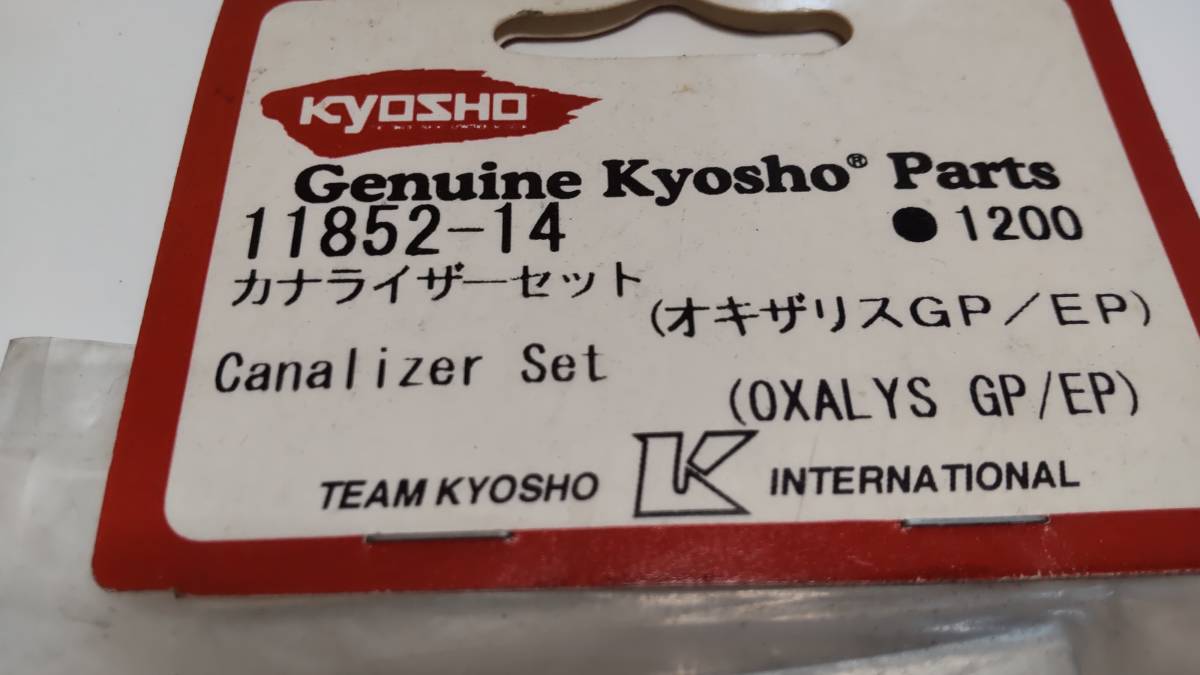 KYOSHO
Genuine Kyosho® Parts
11852-14 ●1200
カナライザーセット
(オキザリスGP/EP)
Canalizer Set
(OXALYS GP/EP)
TEAM KYOSHO K INTERNATIONAL